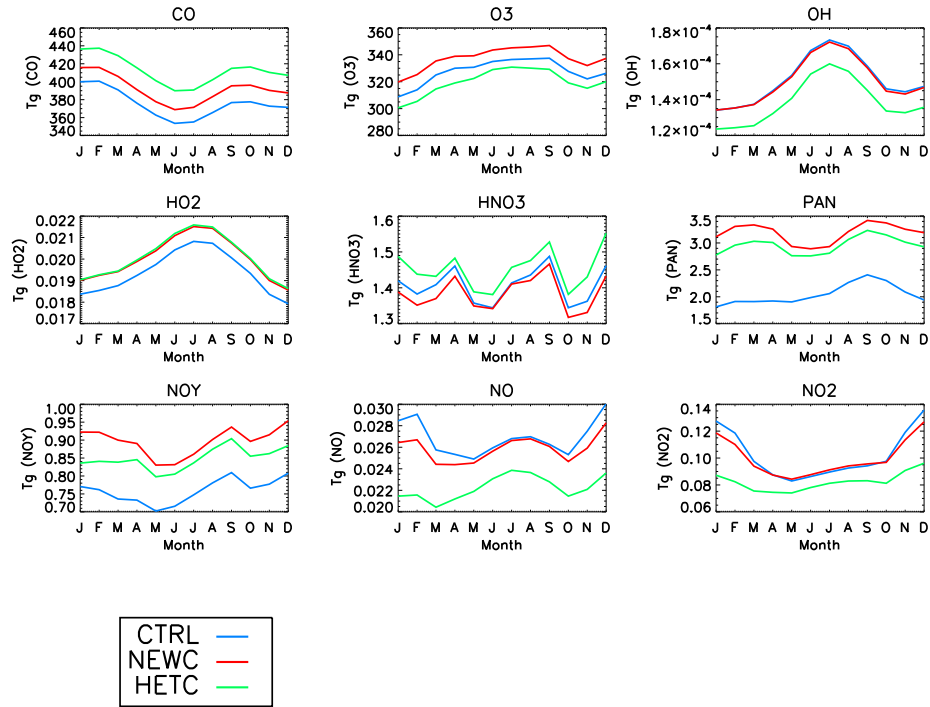 CO
460
440
420
400
380
360
340
Tg (CO)
J F M A M J J A S O N D
Month
O3
360
340
320
300
280
Tg (O3)
J F M A M J J A S O N D
Month
OH
1.8×10⁻⁴
1.6×10⁻⁴
1.4×10⁻⁴
1.2×10⁻⁴
Tg (OH)
J F M A M J J A S O N D
Month
HO2
0.022
0.021
0.020
0.019
0.018
0.017
Tg (HO2)
J F M A M J J A S O N D
Month
HNO3
1.6
1.5
1.4
1.3
Tg (HNO3)
J F M A M J J A S O N D
Month
PAN
3.5
3.0
2.5
2.0
1.5
Tg (PAN)
J F M A M J J A S O N D
Month
NOY
1.00
0.95
0.90
0.85
0.80
0.75
0.70
Tg (NOY)
J F M A M J J A S O N D
Month
NO
0.030
0.028
0.026
0.024
0.022
0.020
Tg (NO)
J F M A M J J A S O N D
Month
NO2
0.14
0.12
0.10
0.08
0.06
Tg (NO2)
J F M A M J J A S O N D
Month
CTRL
NEWC
HETC